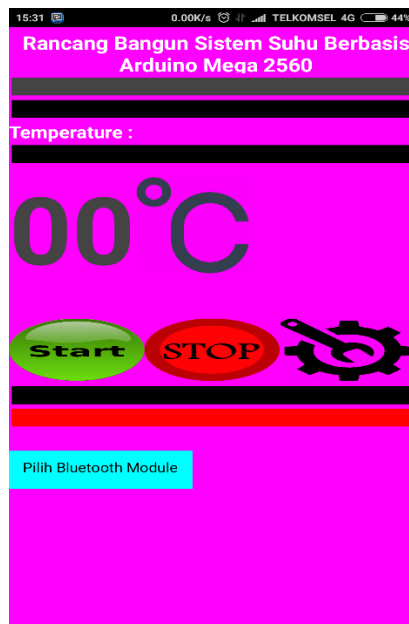 15:31 0.00K/s TELKOMSEL 4G 44%
Rancang Bangun Sistem Suhu Berbasis
Arduino Mega 2560
Temperature :
00°C
Start STOP
Pilih Bluetooth Module